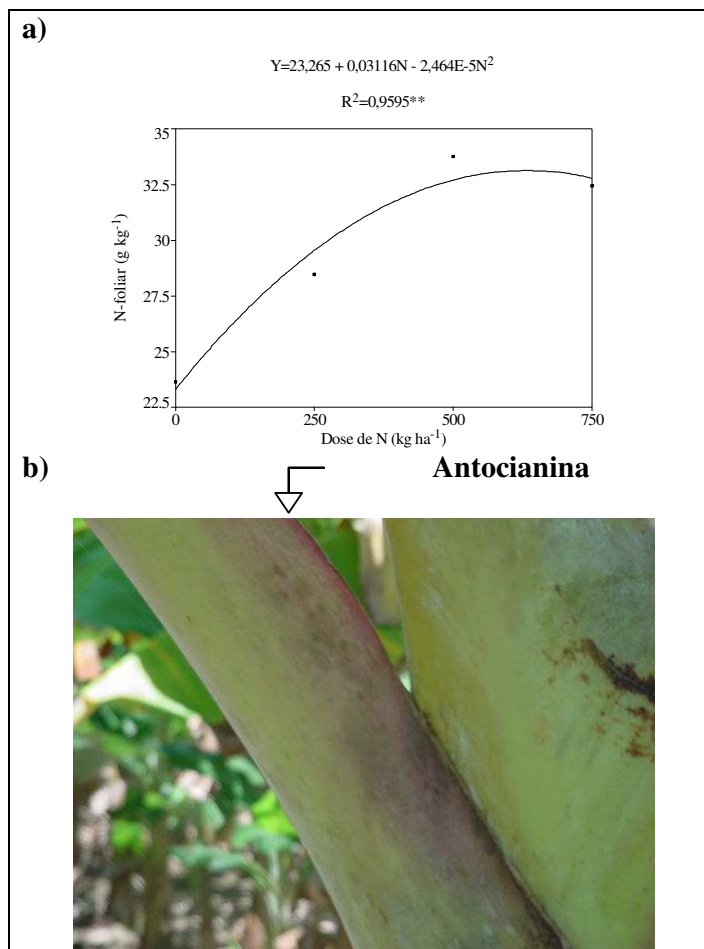 a)
Y=23,265 + 0,03116N - 2,464E-5N²
R²=0,9595**
35
32.5
30
27.5
25
22.5
N-foliar (g kg⁻¹)
0 250 500 750
Dose de N (kg ha⁻¹)
b) Antocianina